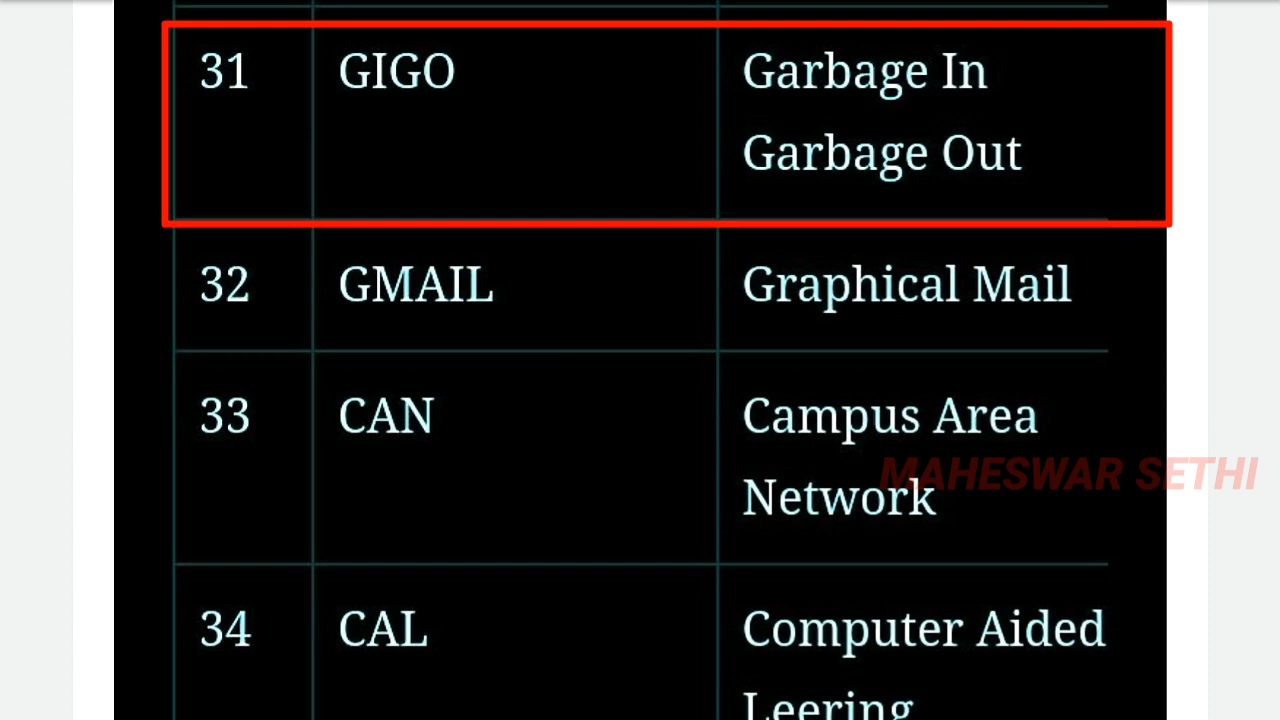 31 GIGO Garbage In
Garbage Out
32 GMAIL Graphical Mail
33 CAN Campus Area
Network
MAHESWAR SETHI
34 CAL Computer Aided
Leering